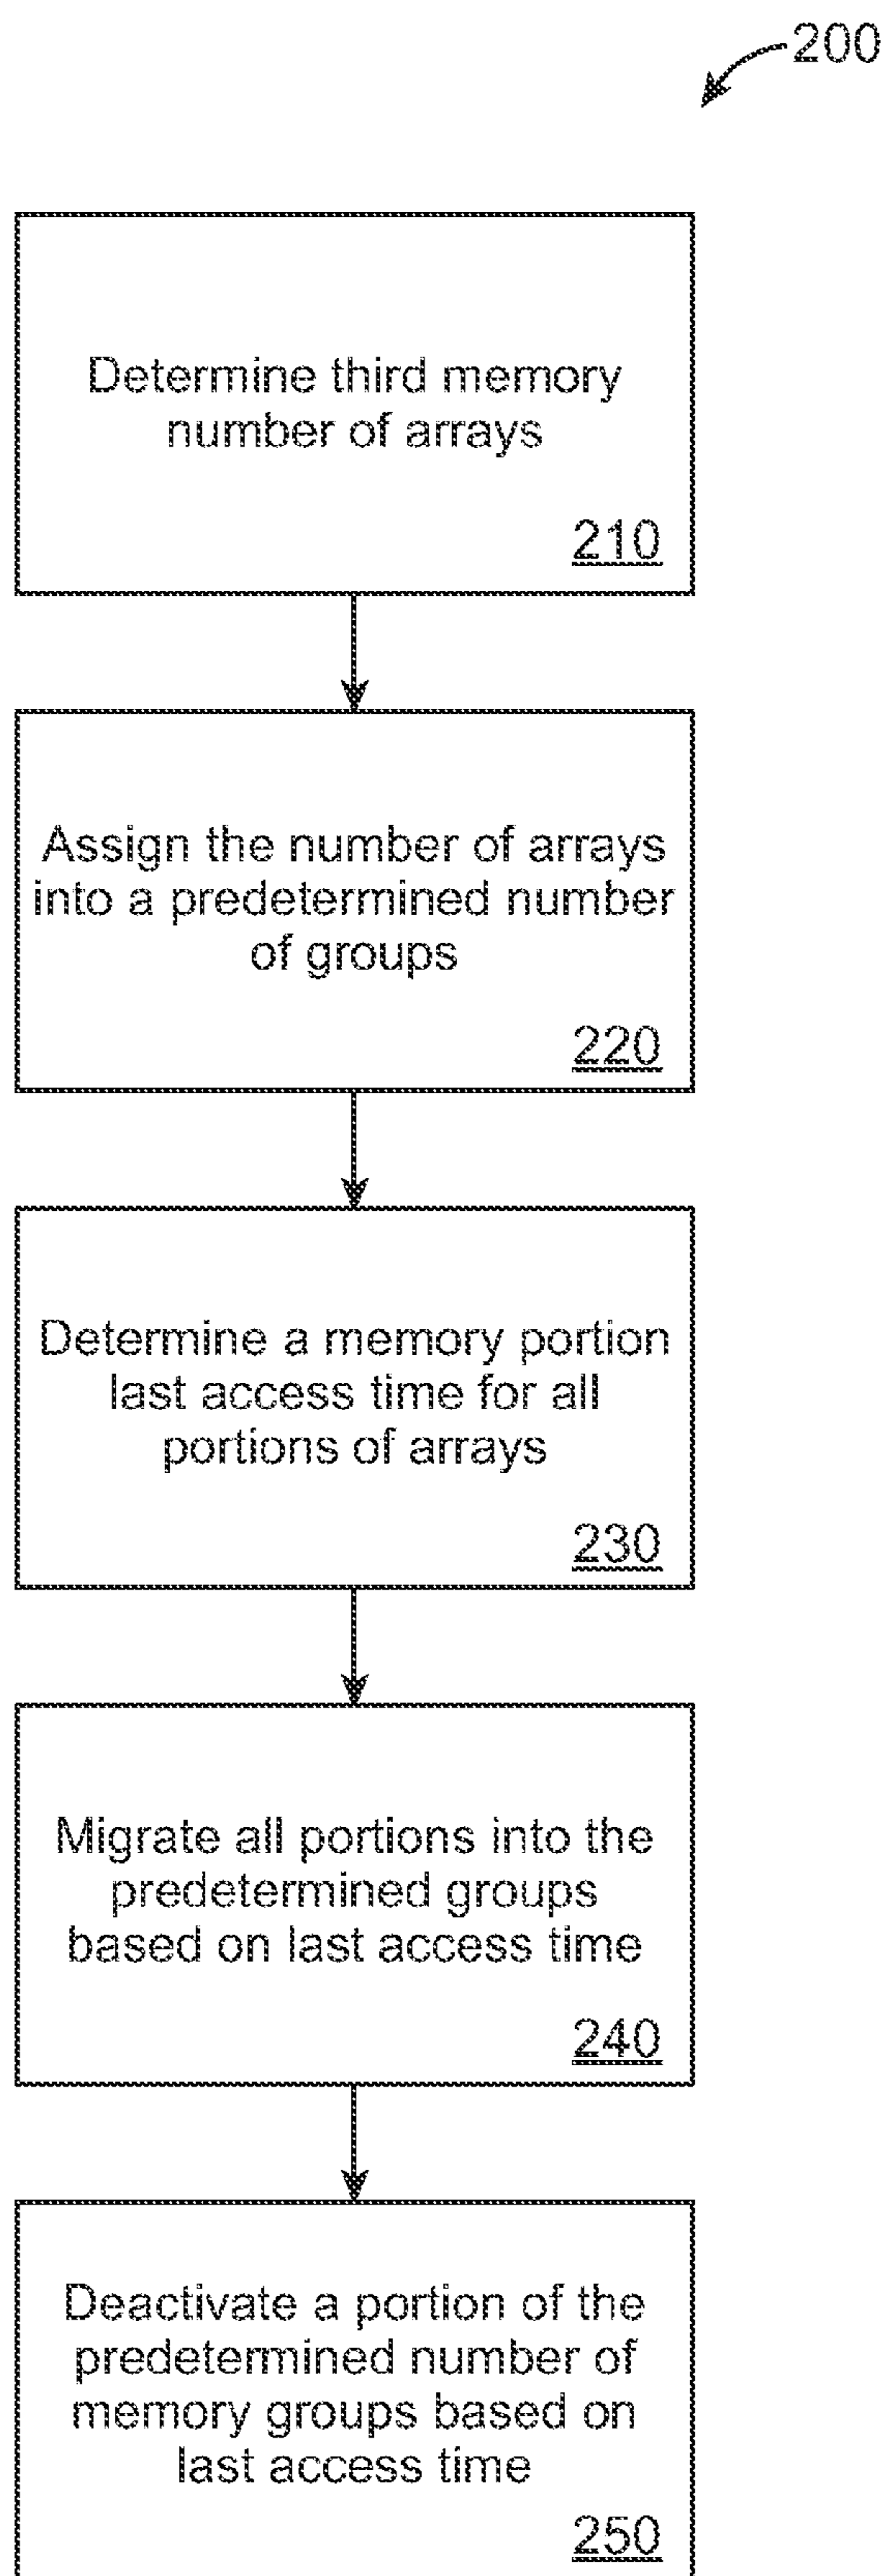 200
Determine third memory
number of arrays
210
Assign the number of arrays
into a predetermined number
of groups
220
Determine a memory portion
last access time for all
portions of arrays
230
Migrate all portions into the
predetermined groups
based on last access time
240
Deactivate a portion of the
predetermined number of
memory groups based on
last access time
250